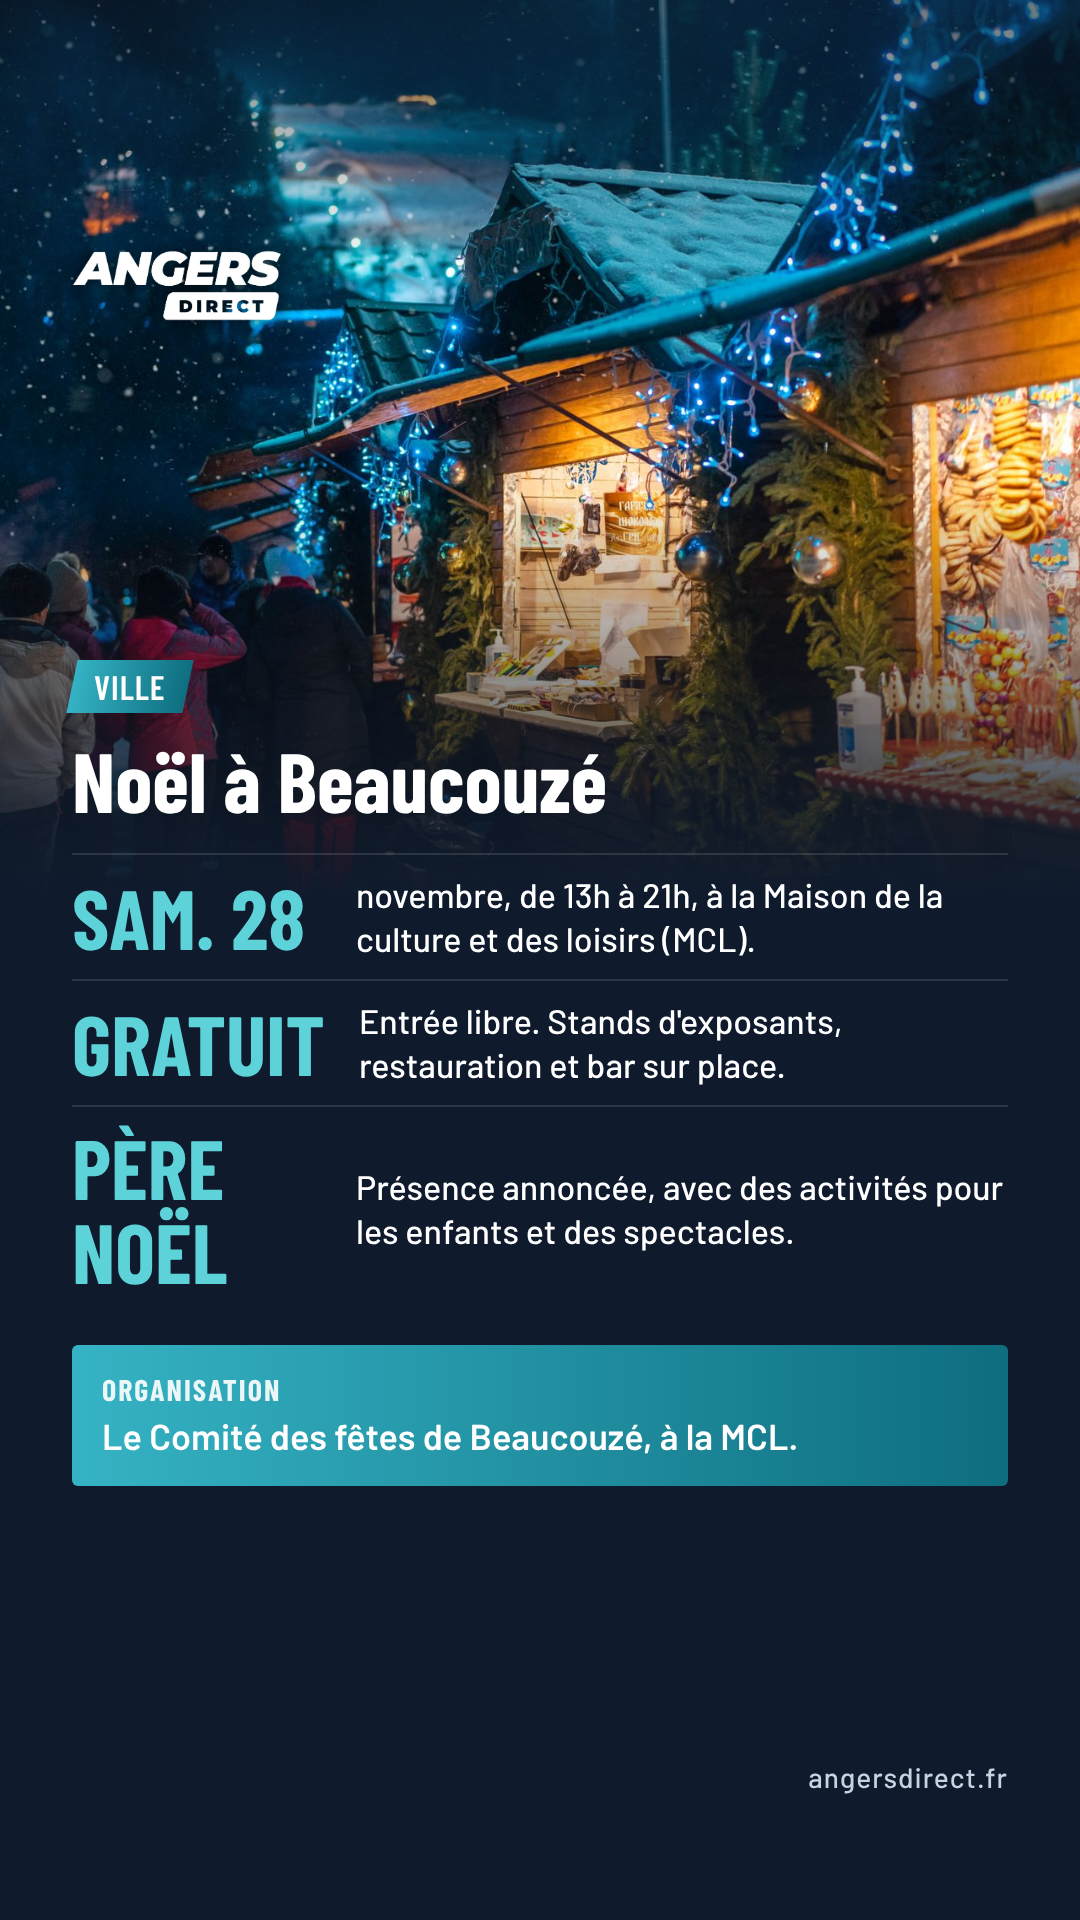 ANGERS
DIRECT
VILLE
Noël à Beaucouzé
SAM. 28
novembre, de 13h à 21h, à la Maison de la
culture et des loisirs (MCL).
GRATUIT
Entrée libre. Stands d'exposants,
restauration et bar sur place.
PÈRE
NOËL
Présence annoncée, avec des activités pour
les enfants et des spectacles.
ORGANISATION
Le Comité des fêtes de Beaucouzé, à la MCL.
angersdirect.fr